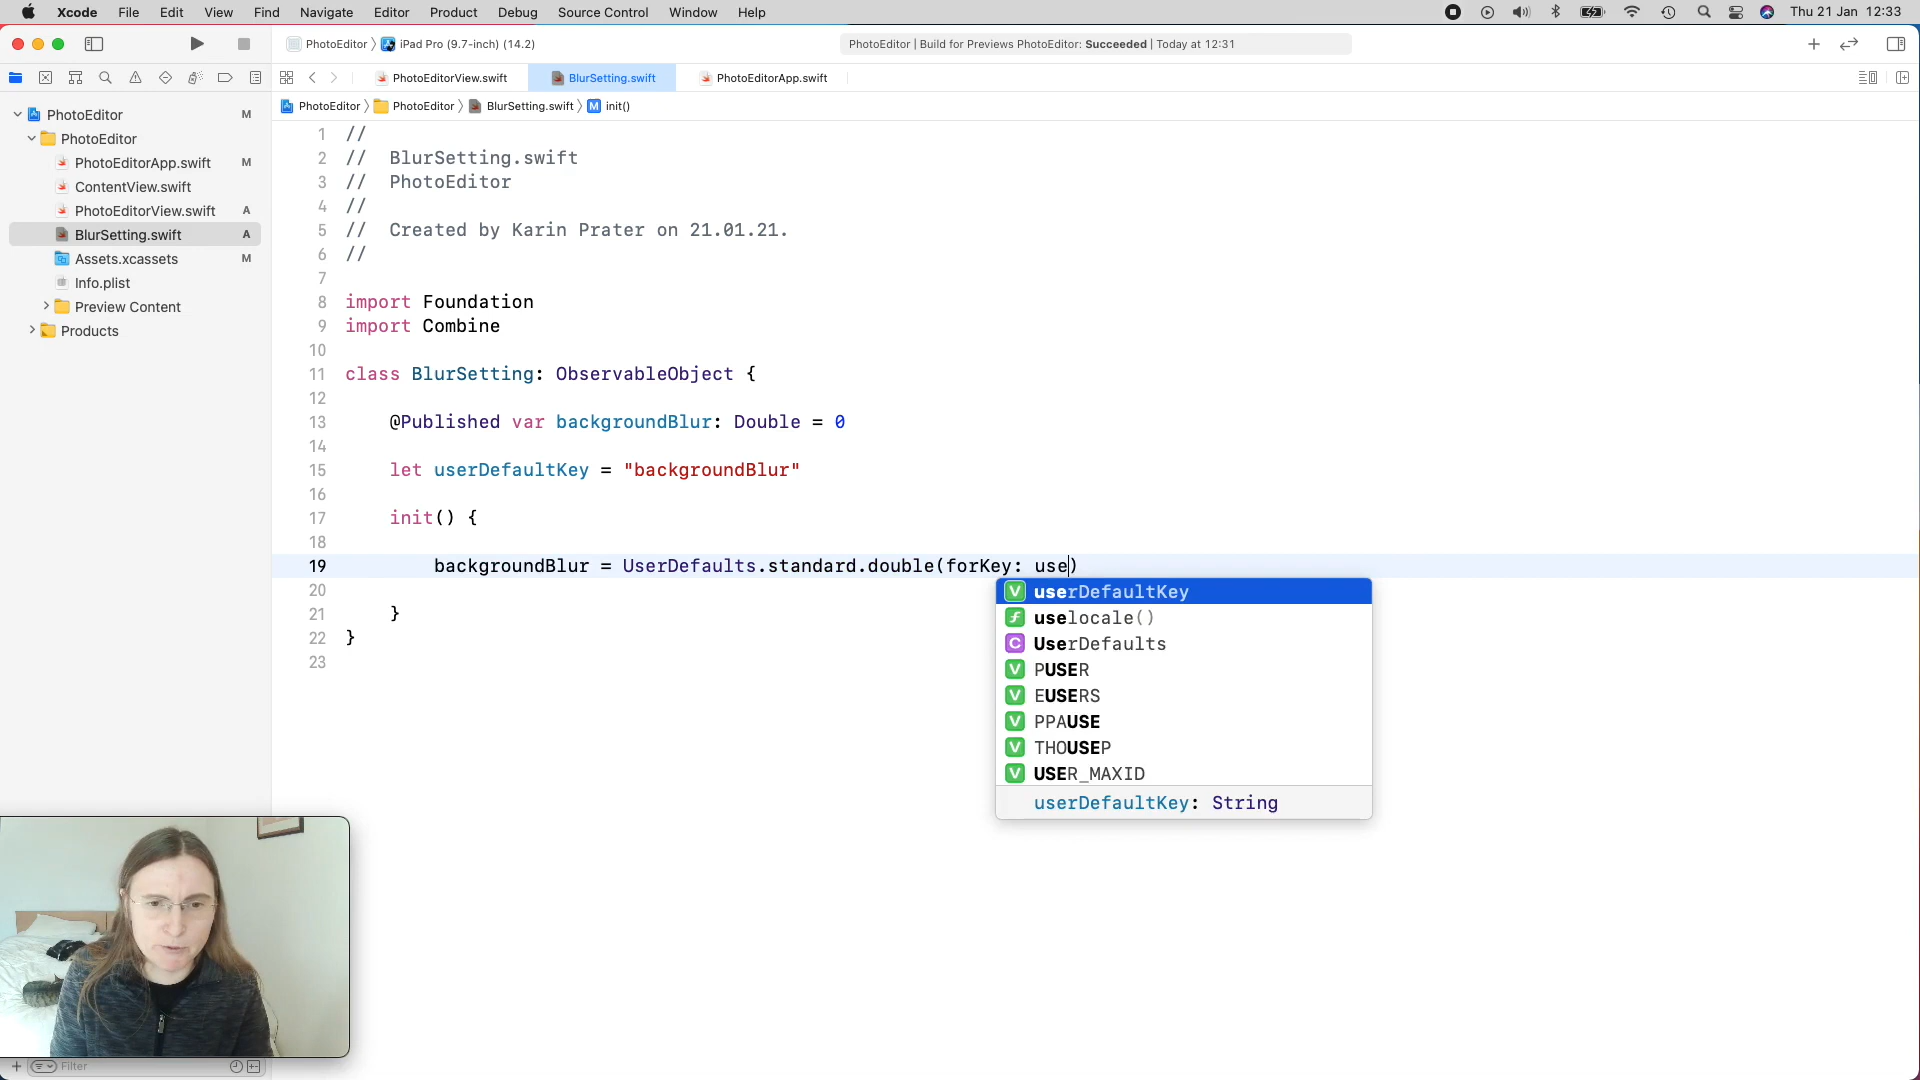 Xcode File Edit View Find Navigate Editor Product Debug Source Control Window Help Thu 21 Jan 12:33
PhotoEditor iPad Pro (9.7-inch) (14.2) PhotoEditor | Build for Previews PhotoEditor: Succeeded | Today at 12:31
PhotoEditorView.swift BlurSetting.swift PhotoEditorApp.swift
PhotoEditor PhotoEditor BlurSetting.swift M init()
PhotoEditor M
PhotoEditor
PhotoEditorApp.swift M
ContentView.swift
PhotoEditorView.swift A
BlurSetting.swift A
Assets.xcassets M
Info.plist
Preview Content
Products
Filter
1 //
2 // BlurSetting.swift
3 // PhotoEditor
4 //
5 // Created by Karin Prater on 21.01.21.
6 //
7
8 import Foundation
9 import Combine
10
11 class BlurSetting: ObservableObject {
12
13 @Published var backgroundBlur: Double = 0
14
15 let userDefaultKey = "backgroundBlur"
16
17 init() {
18
19 backgroundBlur = UserDefaults.standard.double(forKey: use)
20
21 }
22 }
23
V userDefaultKey
f uselocale()
C UserDefaults
V PUSER
V EUSERS
V PPAUSE
V THOUSEP
V USER_MAXID
userDefaultKey: String